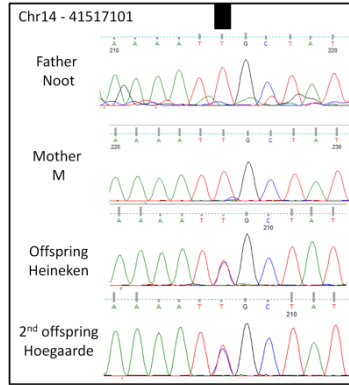 Chr14 - 41517101
A A A A T T G C T A T
210 220
Father
Noot
A A A A T T G C T A T
220 230
Mother
M
A A A A T T G C T A T
210
Offspring
Heineken
A A A A T T G C T A T
210
2nd offspring
Hoegaarde